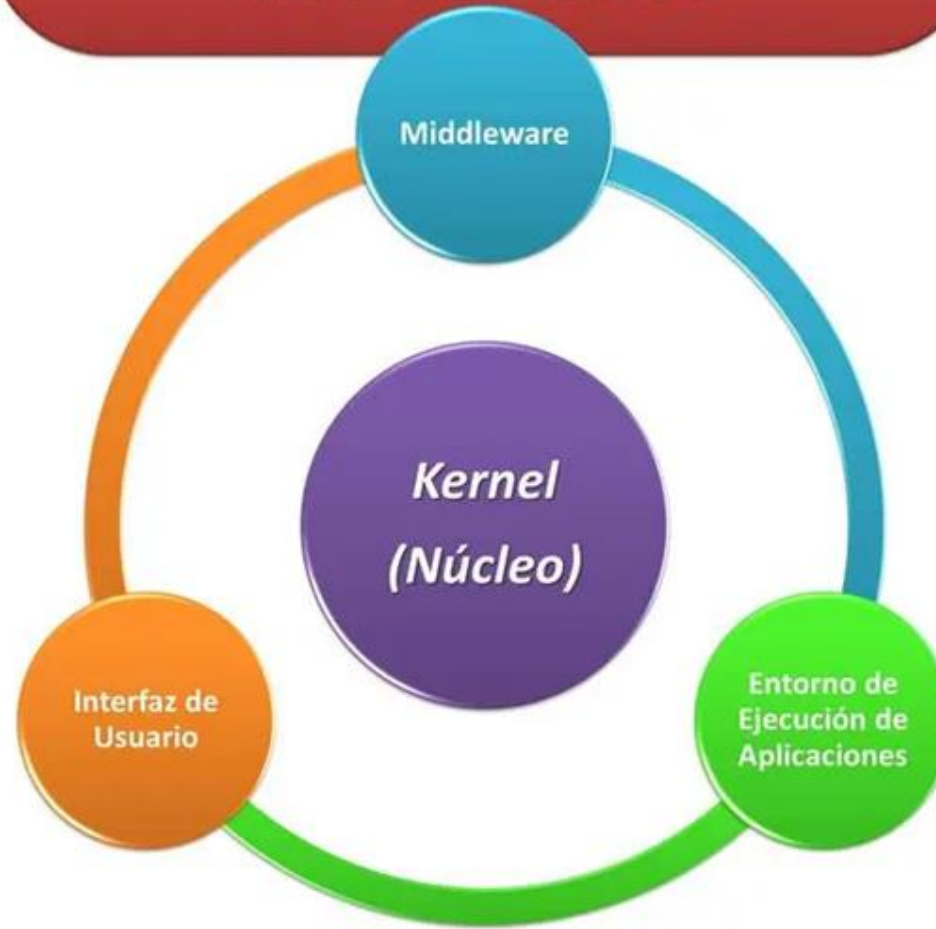 Middleware
Kernel
(Núcleo)
Interfaz de
Usuario
Entorno de
Ejecución de
Aplicaciones